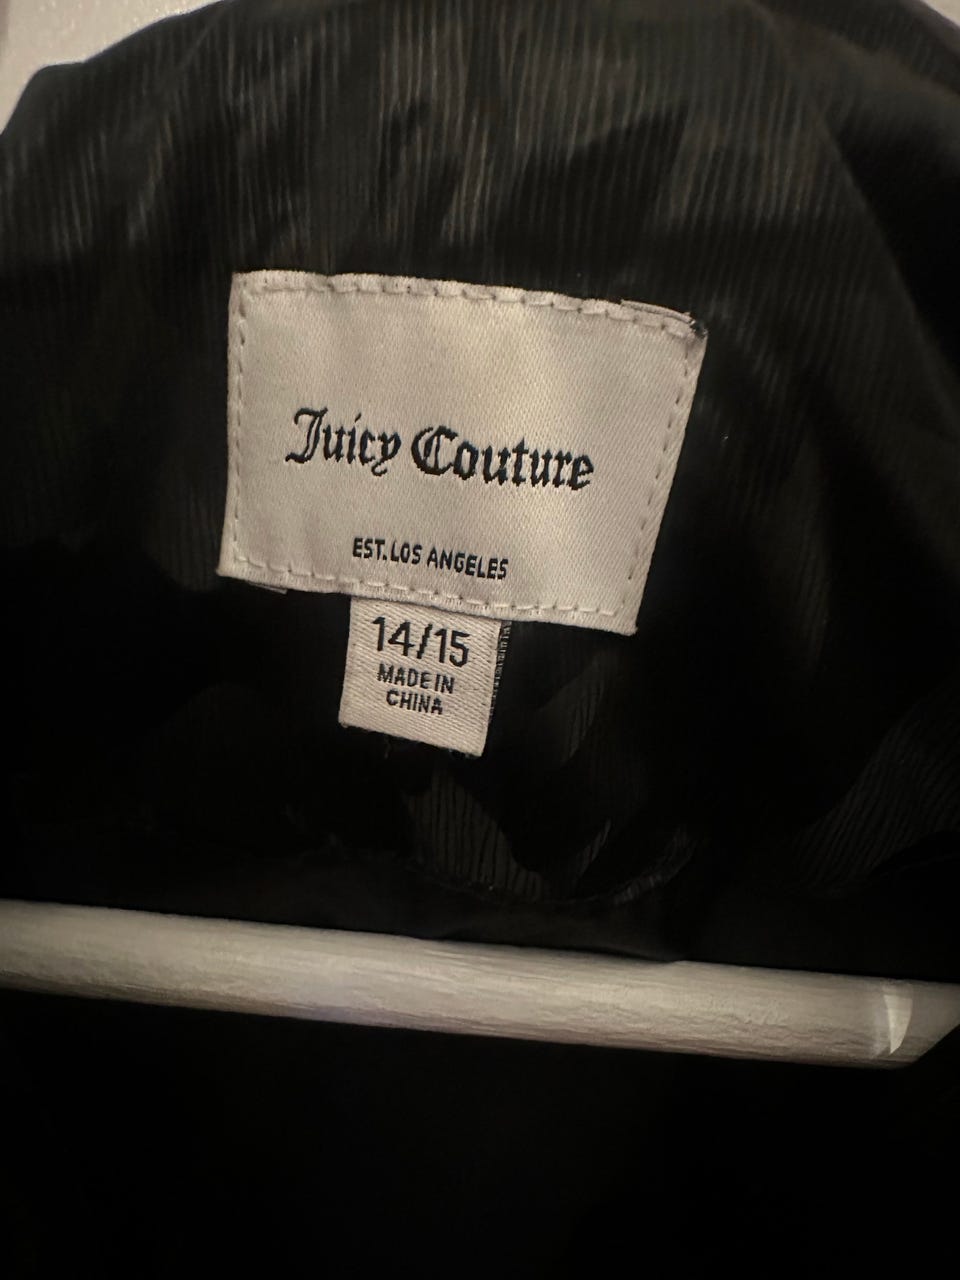 Juicy Couture
EST. LOS ANGELES
14/15
MADE IN
CHINA